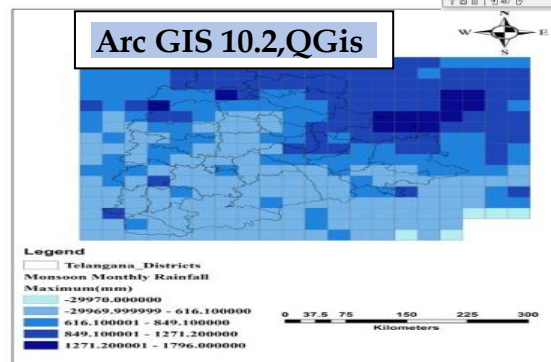 N
Arc GIS 10.2,QGis
W E
S
Legend
Telangana_Districts
Monsoon Monthly Rainfall
Maximum(mm)
-29970.000000
-29969.999999 - 616.100000
616.100001 - 849.100000
849.100001 - 1271.200000
1271.200001 - 1796.000000
0 37.5 75 150 225 300
Kilometers